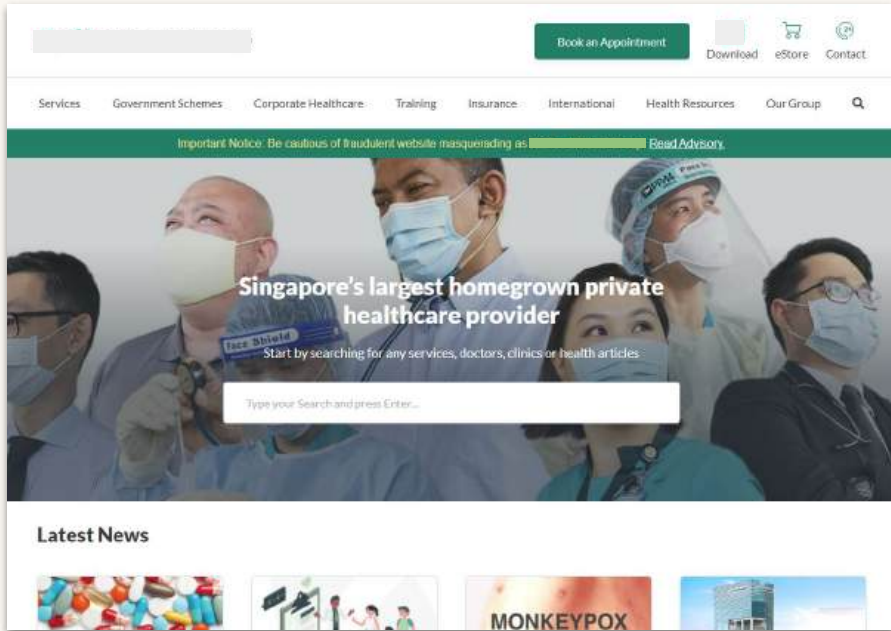 Book an Appointment
Download
eStore
Contact
Services
Government Schemes
Corporate Healthcare
Training
Insurance
International
Health Resources
Our Group
Important Notice: Be cautious of fraudulent website masquerading as
Read Advisory.
Face Shield
Singapore's largest homegrown private
healthcare provider
Start by searching for any services, doctors, clinics or health articles
Type your Search and press Enter...
Latest News
MONKEYPOX